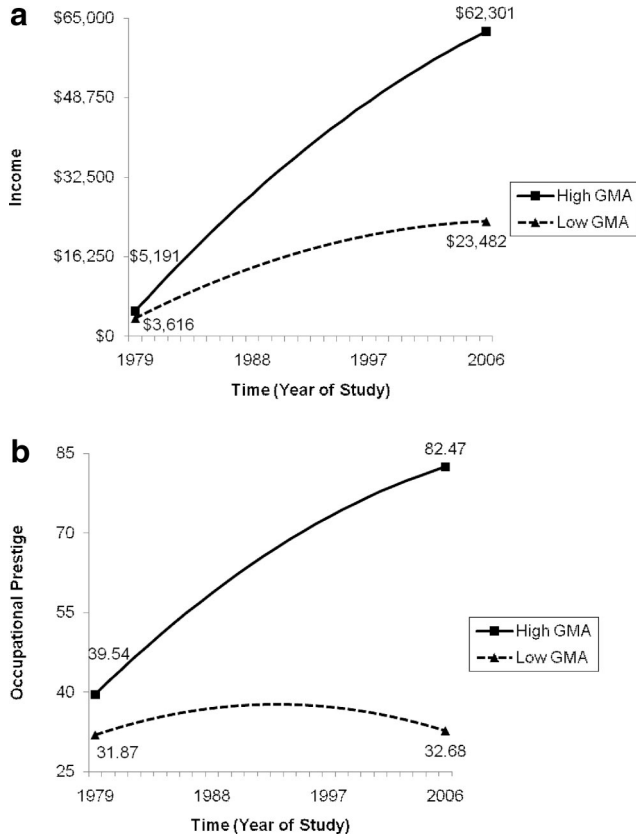 a
$65,000
$62,301
$48,750
Income
$32,500
High GMA
Low GMA
$16,250
$5,191
$23,482
$3,616
$0
1979 1988 1997 2006
Time (Year of Study)
b
85
82.47
70
Occupational Prestige
55
High GMA
Low GMA
39.54
40
31.87
32.68
25
1979 1988 1997 2006
Time (Year of Study)